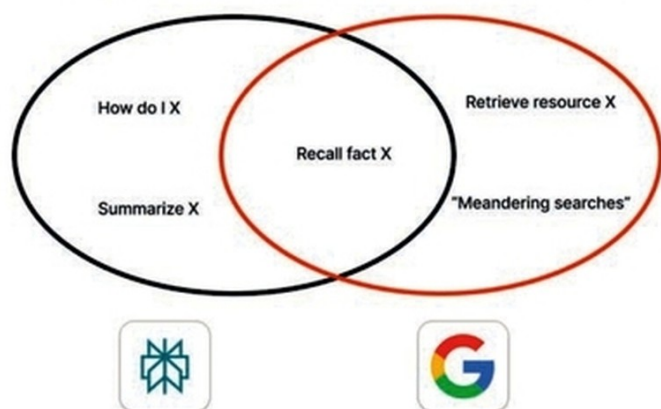 How do I X
Retrieve resource X
Recall fact X
Summarize X
"Meandering searches"